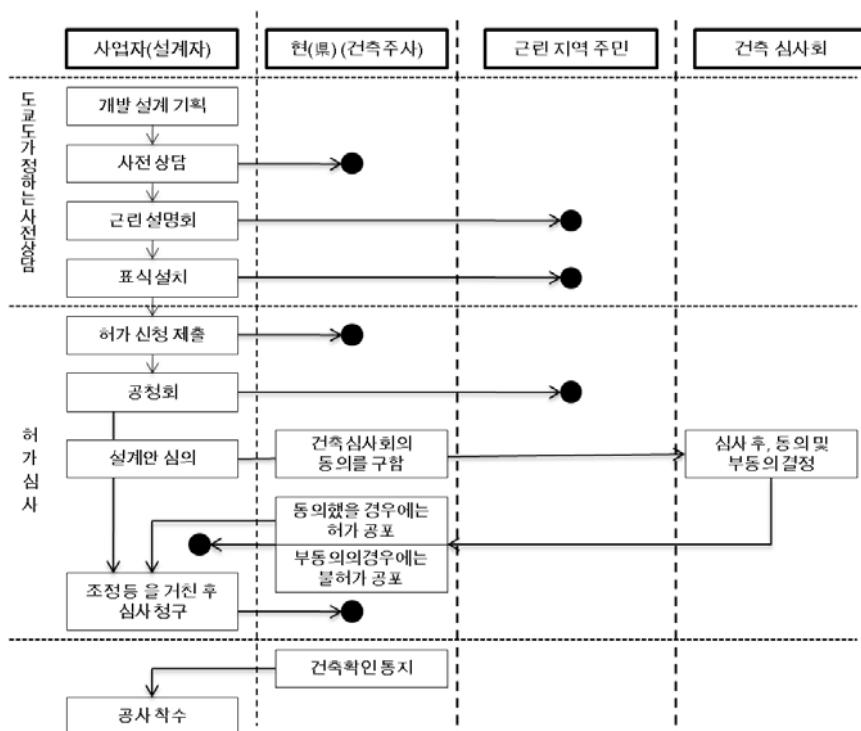 사업자(설계자)
현(県) (건축주사)
근린 지역 주민
건축 심사회
도쿄도가정하는사전상담
개발 설계 기획
사전 상담
근린 설명회
표식 설치
허가심사
허가 신청 제출
공청회
설계안 심의
건축심사회의
동의를 구함
심사 후, 동의 및
부동의 결정
동의했을 경우에는
허가 공포
부동의의경우에는
불허가 공포
조정등 을 거친 후
심사 청구
건축확인통지
공사 착수